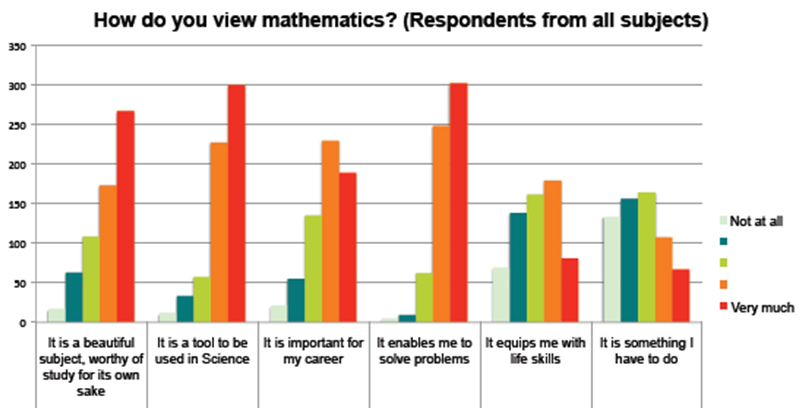 How do you view mathematics? (Respondents from all subjects)
350
300
250
200
150
100
50
0
Not at all
Very much
It is a beautiful
subject, worthy of
study for its own
sake
It is a tool to be
used in Science
It is important for
my career
It enables me to
solve problems
It equips me with
life skills
It is something I
have to do